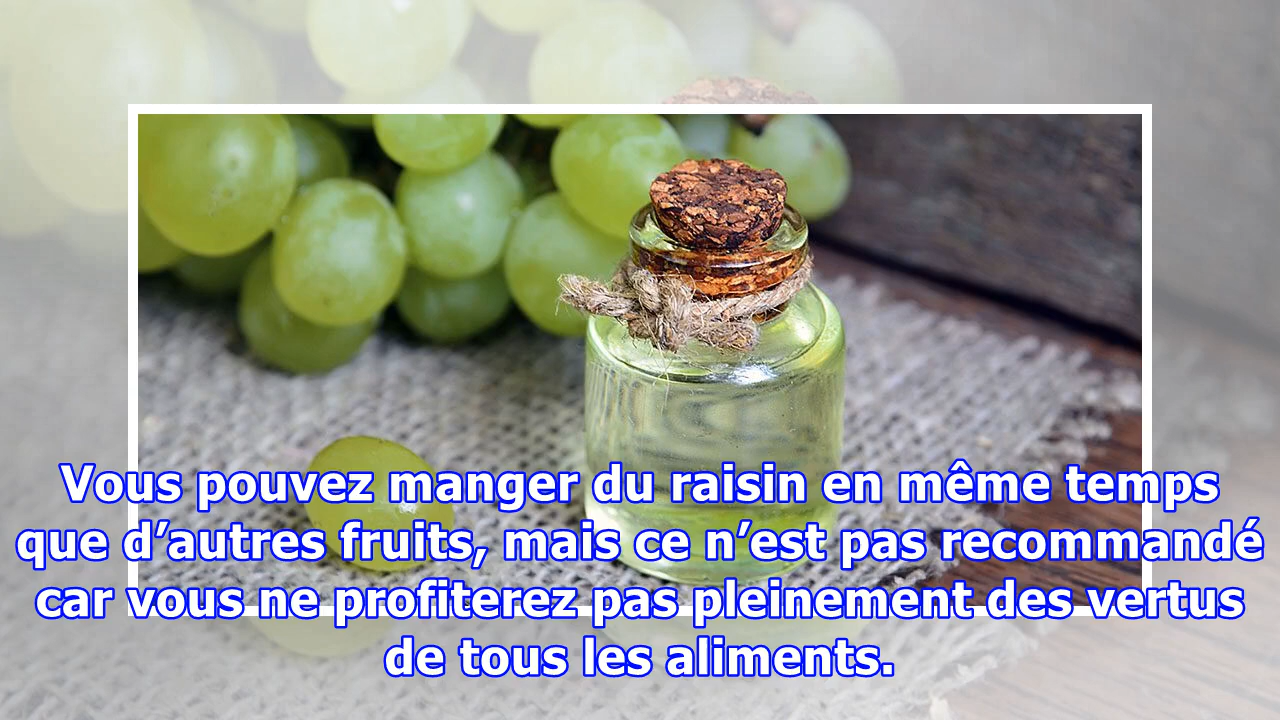 Vous pouvez manger du raisin en même temps
que d’autres fruits, mais ce n’est pas recommandé
car vous ne profiterez pas pleinement des vertus
de tous les aliments.